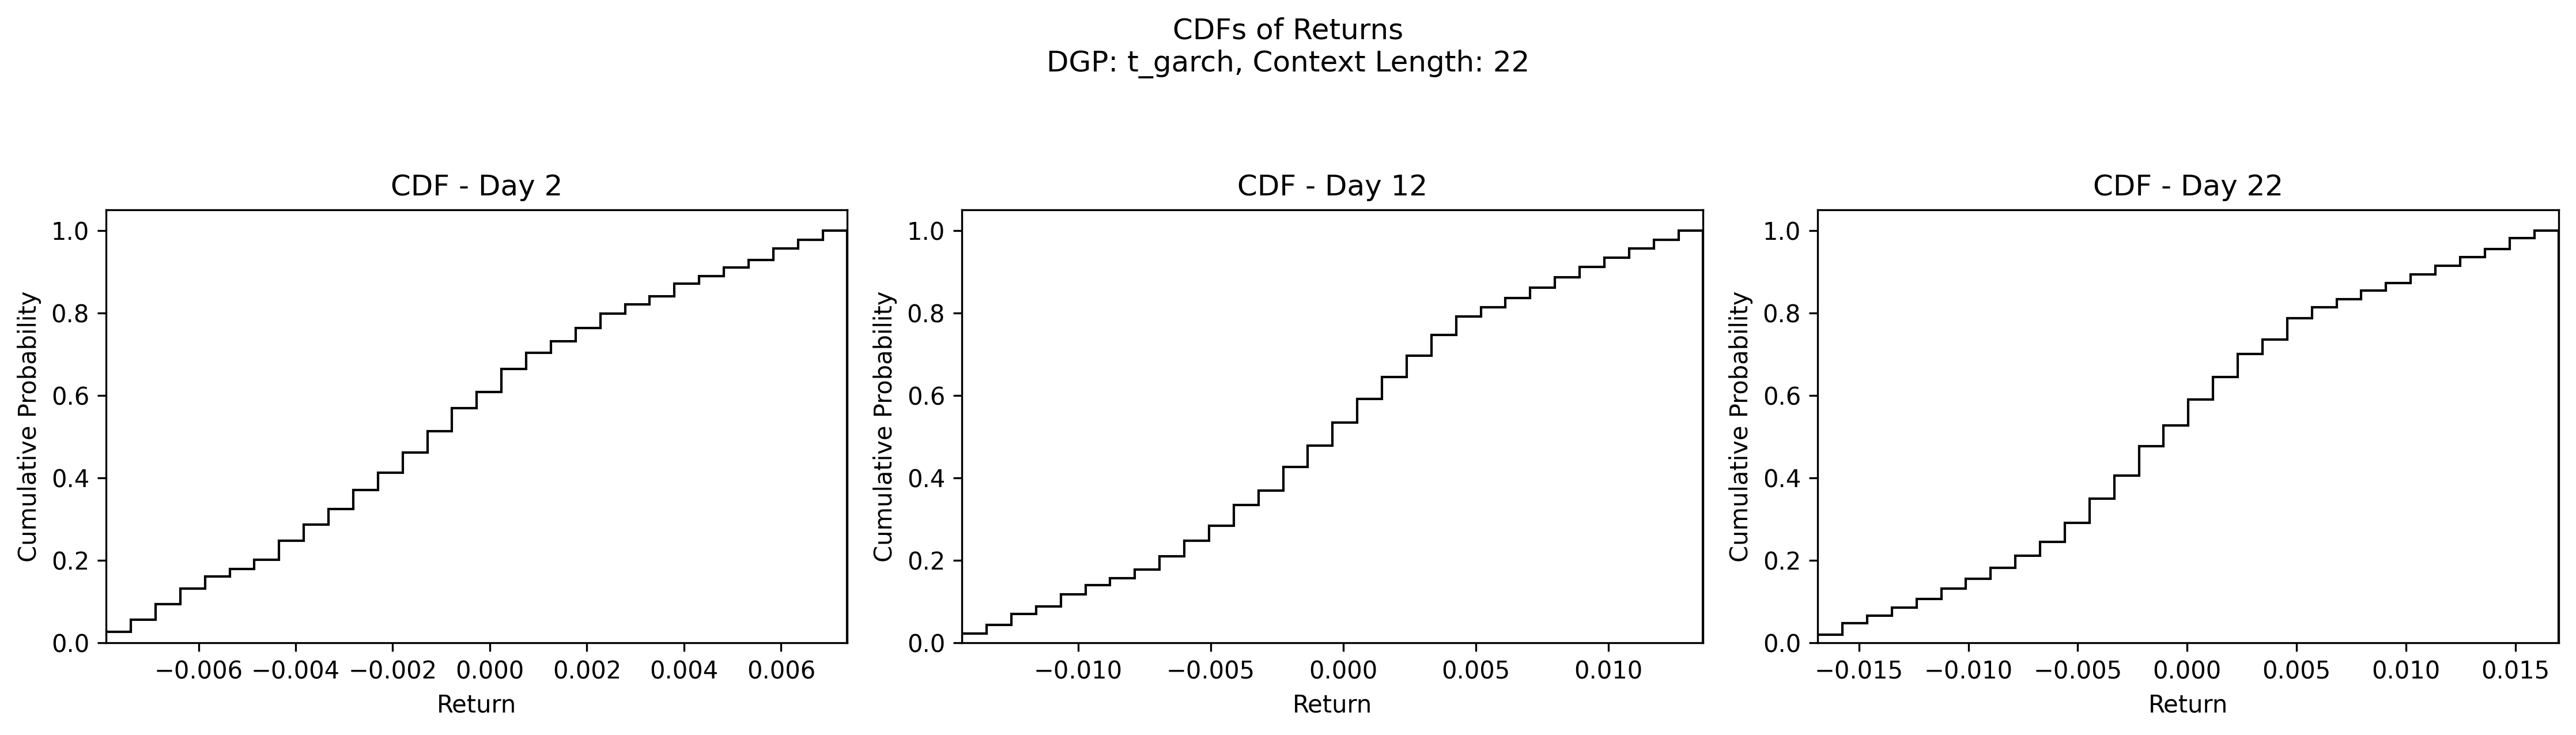 CDFs of Returns
DGP: t_garch, Context Length: 22
CDF - Day 2
1.0
0.8
0.6
0.4
0.2
0.0
Cumulative Probability
−0.006 −0.004 −0.002 0.000 0.002 0.004 0.006
Return
CDF - Day 12
1.0
0.8
0.6
0.4
0.2
0.0
Cumulative Probability
−0.010 −0.005 0.000 0.005 0.010
Return
CDF - Day 22
1.0
0.8
0.6
0.4
0.2
0.0
Cumulative Probability
−0.015 −0.010 −0.005 0.000 0.005 0.010 0.015
Return